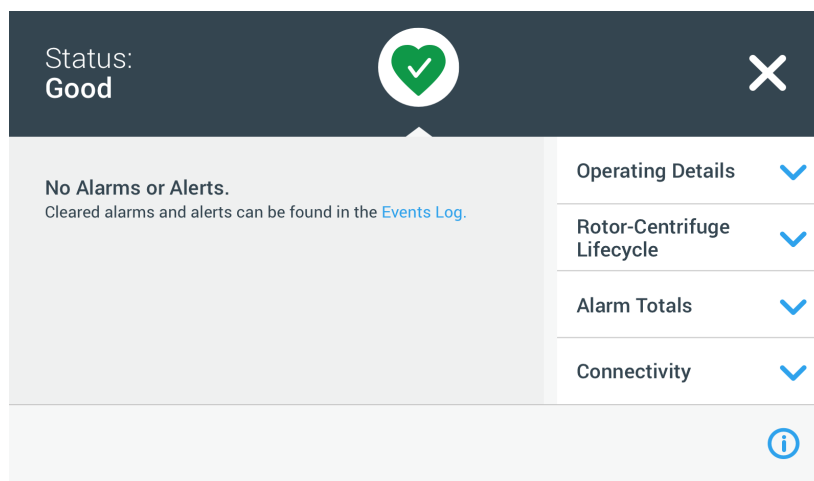 Status:
Good
No Alarms or Alerts.
Cleared alarms and alerts can be found in the Events Log.
Operating Details
Rotor-Centrifuge
Lifecycle
Alarm Totals
Connectivity